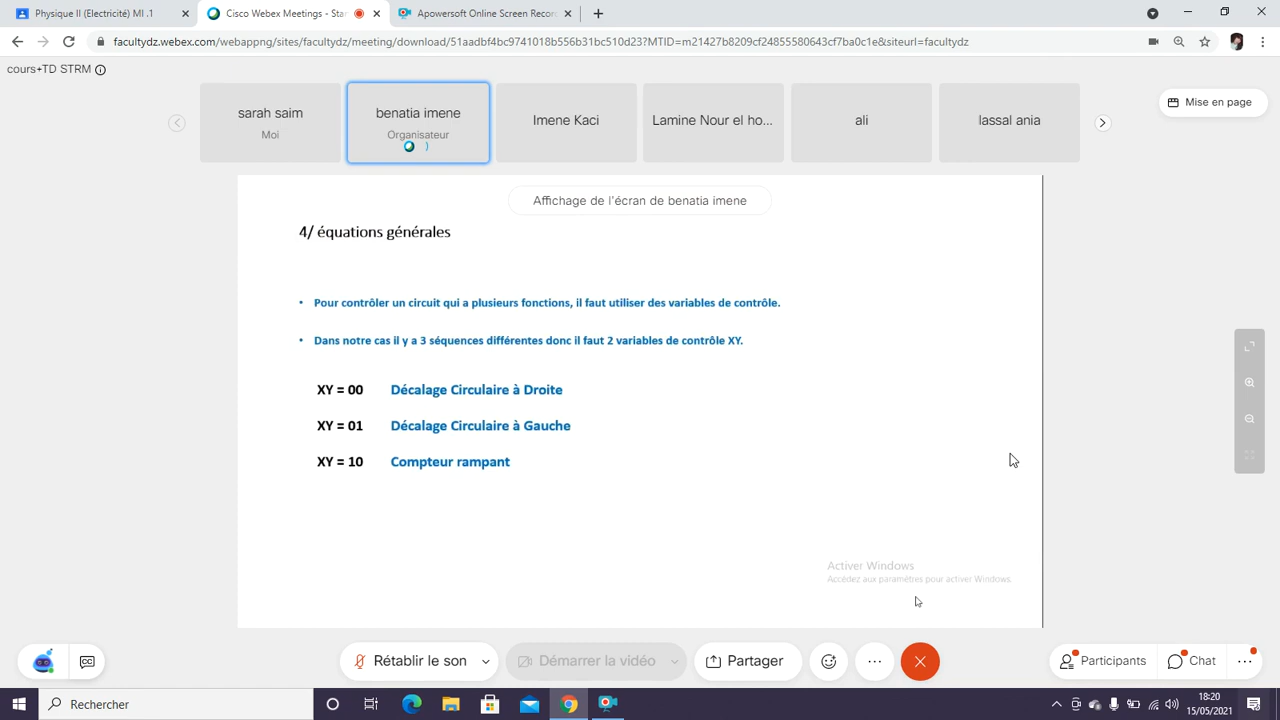 Physique II (Electricité) MI .1
Cisco Webex Meetings - Star
Apowersoft Online Screen Record
facultydz.webex.com/webappng/sites/facultydz/meeting/download/51aadbf4bc9741018b556b31bc510d23?MTID=m21427b8209cf24855580643cf7ba0c1e&siteurl=facultydz
cours+TD STRM
sarah saim
Moi
benatia imene
Organisateur
Imene Kaci
Lamine Nour el ho...
ali
lassal ania
Mise en page
Affichage de l'écran de benatia imene
4/ équations générales
• Pour contrôler un circuit qui a plusieurs fonctions, il faut utiliser des variables de contrôle.
• Dans notre cas il y a 3 séquences différentes donc il faut 2 variables de contrôle XY.
XY = 00 Décalage Circulaire à Droite
XY = 01 Décalage Circulaire à Gauche
XY = 10 Compteur rampant
Activer Windows
Accédez aux paramètres pour activer Windows.
Rétablir le son
Démarrer la vidéo
Partager
Participants
Chat
Rechercher
18:20
15/05/2021